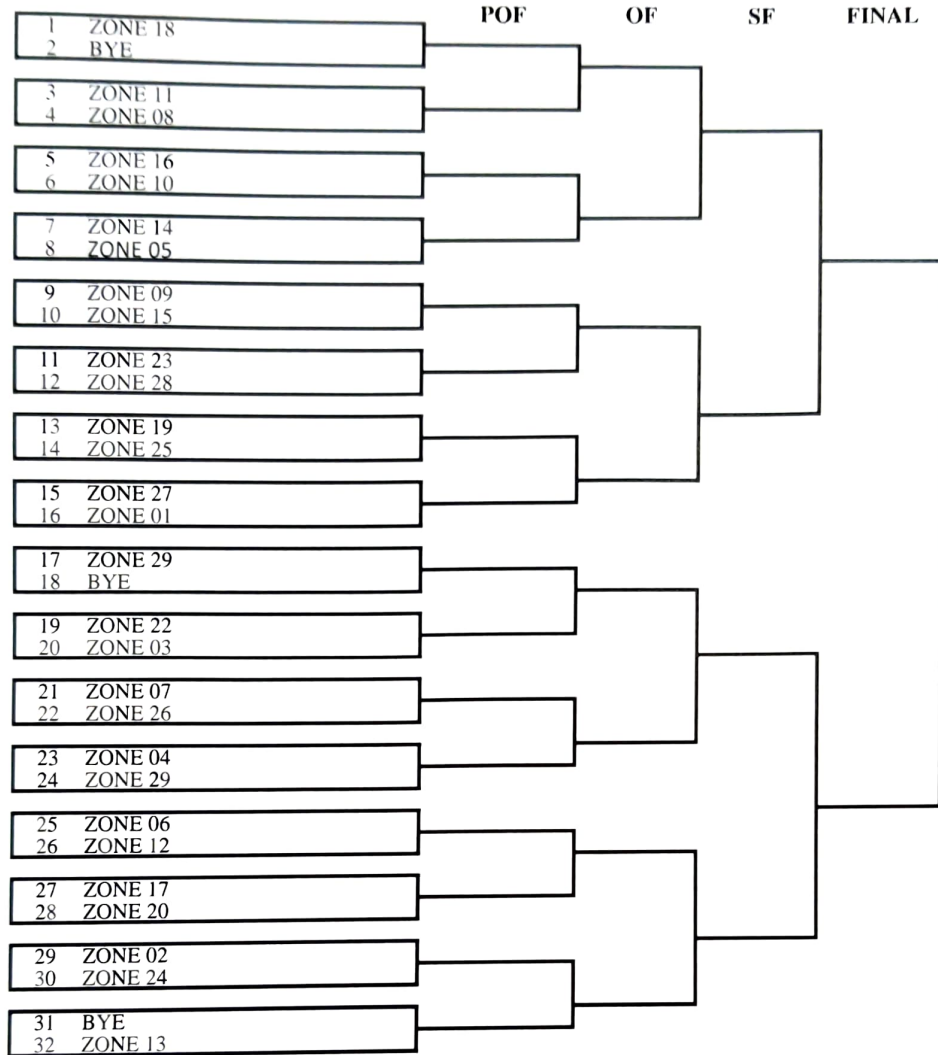 POF OF SF FINAL
1 ZONE 18
2 BYE
3 ZONE 11
4 ZONE 08
5 ZONE 16
6 ZONE 10
7 ZONE 14
8 ZONE 05
9 ZONE 09
10 ZONE 15
11 ZONE 23
12 ZONE 28
13 ZONE 19
14 ZONE 25
15 ZONE 27
16 ZONE 01
17 ZONE 29
18 BYE
19 ZONE 22
20 ZONE 03
21 ZONE 07
22 ZONE 26
23 ZONE 04
24 ZONE 29
25 ZONE 06
26 ZONE 12
27 ZONE 17
28 ZONE 20
29 ZONE 02
30 ZONE 24
31 BYE
32 ZONE 13